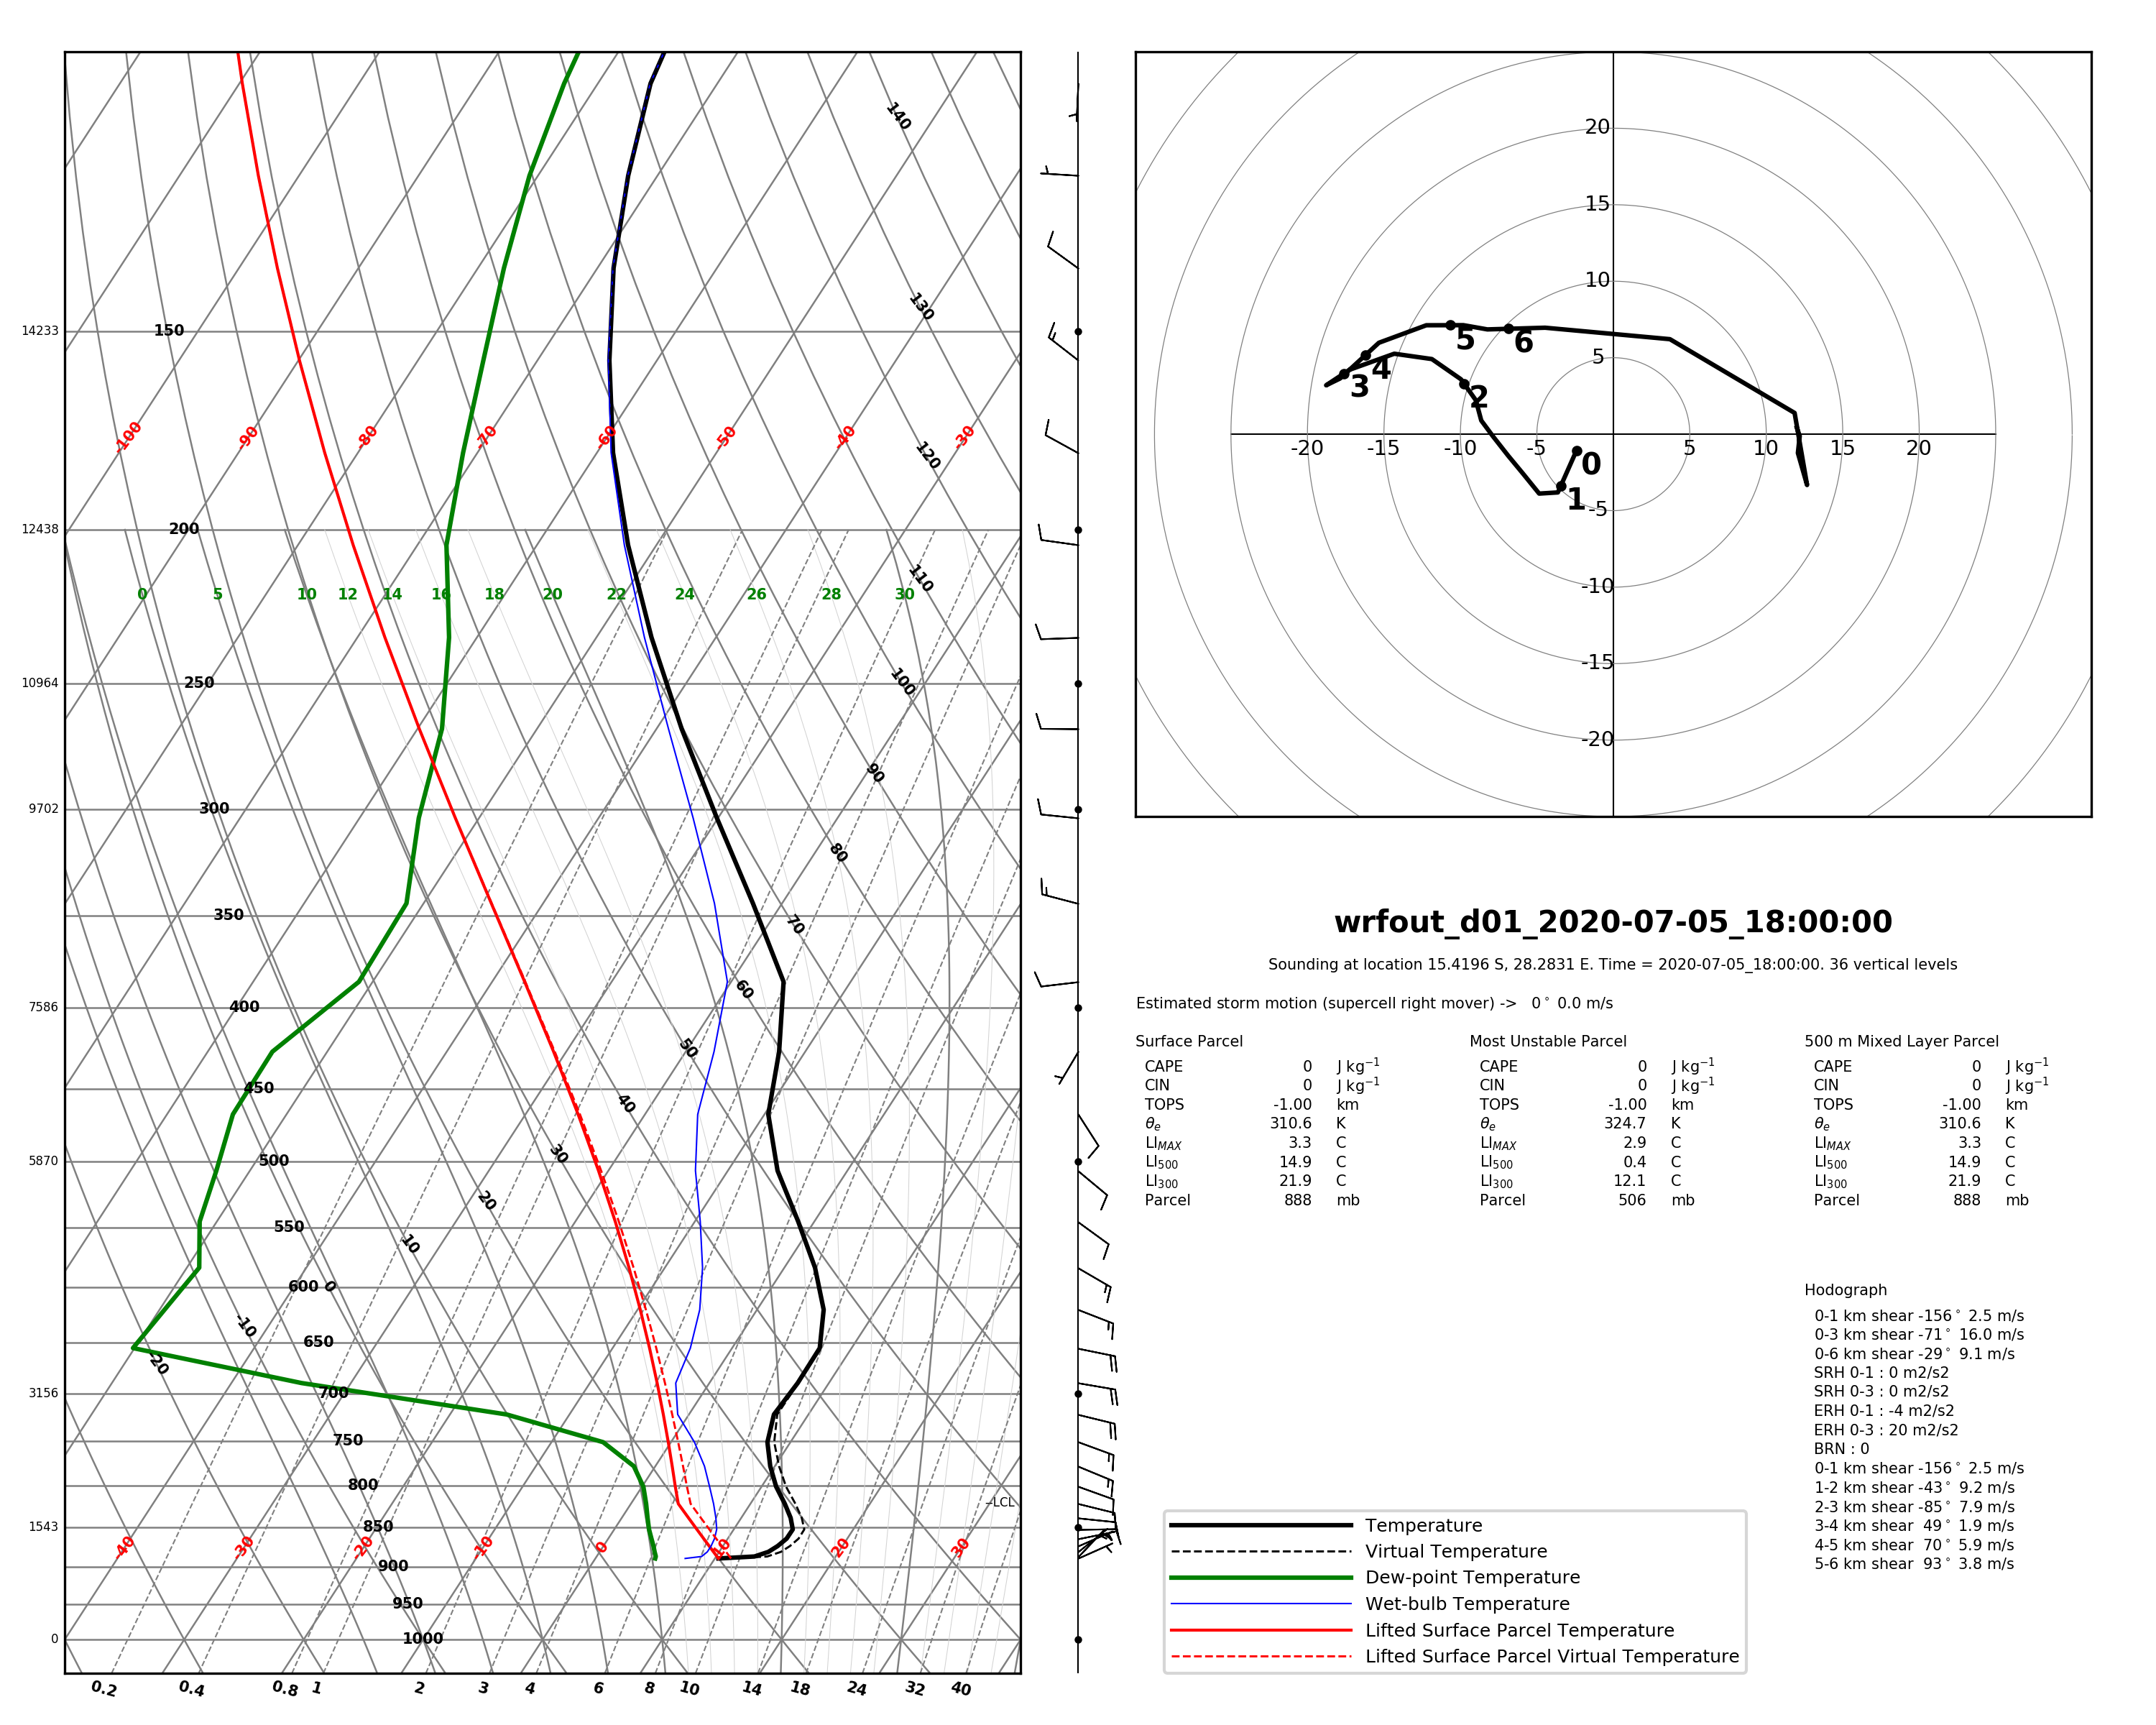 140
130
14233 150
-100 -90 -80 -70 -60 -50 -40 -30
120
12438 200
110
0 5 10 12 14 16 18 20 22 24 26 28 30
10964 250
100
90
9702 300
80
350
70
60
7586 400
50
450
40
5870 500
30
20
550
10
600 0
-10
650
-20
3156 700
750
800
LCL
1543 850
-40 -30 -20 -10 0 10 20 30
900
950
0 1000
0.2 0.4 0.8 1 2 3 4 6 8 10 14 18 24 32 40
20
15
10
5
-20 -15 -10 -5 5 10 15 20
-5
-10
-15
-20
0
1
2
3
4
5
6
wrfout_d01_2020-07-05_18:00:00
Sounding at location 15.4196 S, 28.2831 E. Time = 2020-07-05_18:00:00. 36 vertical levels
Estimated storm motion (supercell right mover) -> 0° 0.0 m/s
Surface Parcel
CAPE 0 J kg⁻¹
CIN 0 J kg⁻¹
TOPS -1.00 km
θe 310.6 K
LIMAX 3.3 C
LI500 14.9 C
LI300 21.9 C
Parcel 888 mb
Most Unstable Parcel
CAPE 0 J kg⁻¹
CIN 0 J kg⁻¹
TOPS -1.00 km
θe 324.7 K
LIMAX 2.9 C
LI500 0.4 C
LI300 12.1 C
Parcel 506 mb
500 m Mixed Layer Parcel
CAPE 0 J kg⁻¹
CIN 0 J kg⁻¹
TOPS -1.00 km
θe 310.6 K
LIMAX 3.3 C
LI500 14.9 C
LI300 21.9 C
Parcel 888 mb
Hodograph
0-1 km shear -156° 2.5 m/s
0-3 km shear -71° 16.0 m/s
0-6 km shear -29° 9.1 m/s
SRH 0-1 : 0 m2/s2
SRH 0-3 : 0 m2/s2
ERH 0-1 : -4 m2/s2
ERH 0-3 : 20 m2/s2
BRN : 0
0-1 km shear -156° 2.5 m/s
1-2 km shear -43° 9.2 m/s
2-3 km shear -85° 7.9 m/s
3-4 km shear 49° 1.9 m/s
4-5 km shear 70° 5.9 m/s
5-6 km shear 93° 3.8 m/s
Temperature
Virtual Temperature
Dew-point Temperature
Wet-bulb Temperature
Lifted Surface Parcel Temperature
Lifted Surface Parcel Virtual Temperature